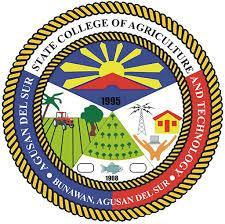 STATE COLLEGE OF AGRICULTURE AND TECHNOLOGY
AGUSAN DEL SUR
1995
1908
BUNAWAN, AGUSAN DEL SUR